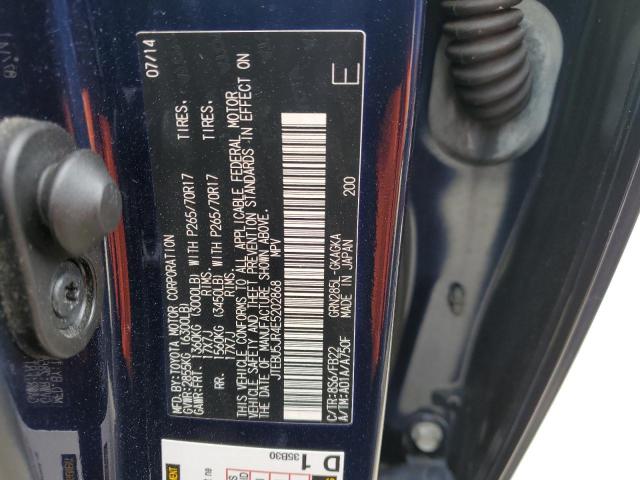 MFD.BY:TOYOTA MOTOR CORPORATION 07/14
GVWR:2855KG (6300LB)
GAWR:FRT. 1360KG (3000LB) WITH P265/70R17 TIRES,
17X7J RIMS.
RR. 1560KG (3450LB) WITH P265/70R17 TIRES,
17X7J RIMS.
THIS VEHICLE CONFORMS TO ALL APPLICABLE FEDERAL MOTOR
VEHICLE SAFETY AND THEFT PREVENTION STANDARDS IN EFFECT ON
THE DATE OF MANUFACTURE SHOWN ABOVE.
JTEBU5JR4E5202868 MPV
E
C/TR:8S6/FB22 GRN285L-GKAGKA
A/TM:A01A/A750F MADE IN JAPAN 200
D 1
35B30